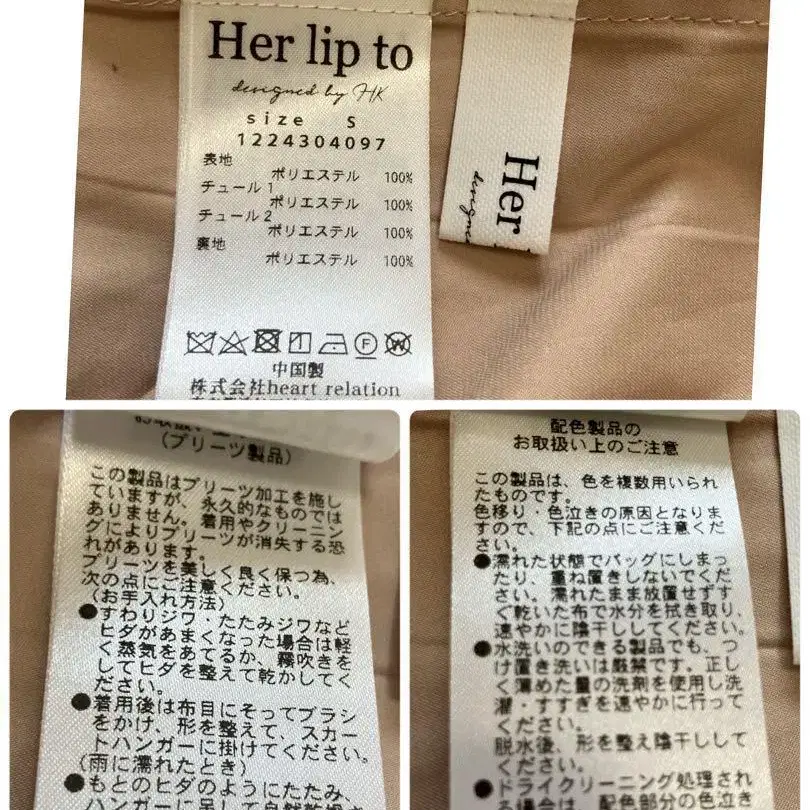 Her lip to
designed by HK
size S
1224304097
表地
ポリエステル 100%
チュール1
ポリエステル 100%
チュール2
ポリエステル 100%
裏地
ポリエステル 100%
中国製
株式会社heart relation
Her
designe
(プリーツ製品)
この製品はプリーツ加工を施し
ていますが、永久的なものでは
ありません。着用やクリーニン
グによりプリーツが消失する恐
れがあります。
プリーツを美しく良く保つ為、
次の点にご注意ください。
(お手入れ方法)
●すわりジワ・たたみジワなど
ヒダがあまくなった場合は軽
く蒸気をあてるか、霧吹きを
してヒダを整えて乾かしてく
ださい。
●着用後は布目にそってブラシ
をかけ、形を整えて、スカー
トハンガーに掛けてください。
(雨に濡れたとき)
●もとのヒダのようにたたみ、
配色製品の
お取扱い上のご注意
この製品は、色を複数用いられ
たものです。
色移り・色泣きの原因となりま
すので、下記の点にご注意くだ
さい。
●濡れた状態でバッグにしまっ
たり、重ね置きしないでくだ
さい。濡れたまま放置せずす
ぐ乾いた布で水分を拭き取り、
速やかに陰干ししてください。
●水洗いのできる製品でも、つ
け置き洗いは厳禁です。正し
く薄めた量の洗剤を使用し洗
濯・すすぎを速やかに行って
ください。
脱水後、形を整え陰干しして
ください。
●ドライクリーニング処理され
る場合は、配色部分の色泣き